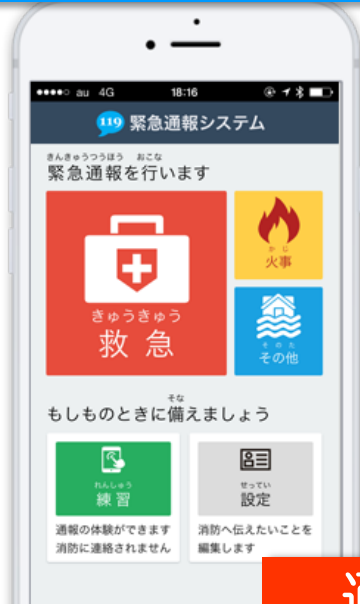 au 4G 18:16
119 緊急通報システム
きんきゅうつうほう おこな
緊急通報を行います
きゅうきゅう
救急
かじ
火事
そのた
その他
そな
もしものときに備えましょう
れんしゅう
練習
通報の体験ができます
消防に連絡されません
せってい
設定
消防へ伝えたいことを
編集します